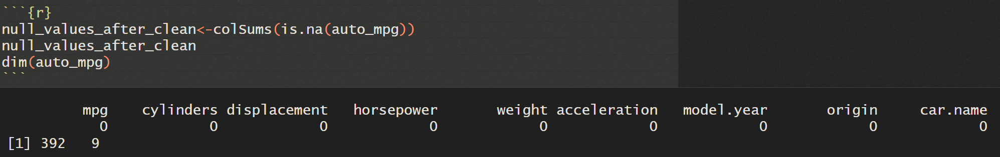 ```{r}
null_values_after_clean<-colSums(is.na(auto_mpg))
null_values_after_clean
dim(auto_mpg)
```
mpg cylinders displacement horsepower weight acceleration model.year origin car.name
0 0 0 0 0 0 0 0 0
[1] 392 9